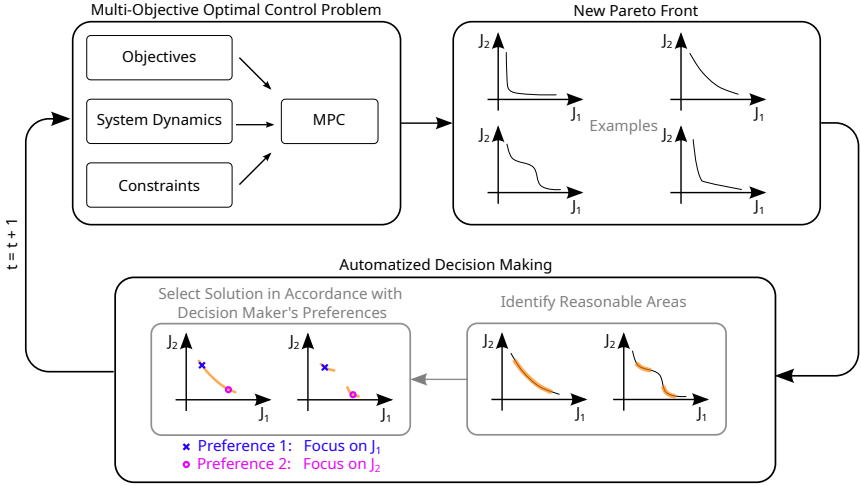 Multi-Objective Optimal Control Problem
Objectives
System Dynamics
Constraints
MPC
New Pareto Front
J₂
J₁
J₂
J₁
Examples
J₂
J₁
J₂
J₁
t = t + 1
Automatized Decision Making
Select Solution in Accordance with
Decision Maker's Preferences
J₂
J₁
J₂
J₁
Identify Reasonable Areas
J₂
J₁
J₂
J₁
Preference 1: Focus on J₁
Preference 2: Focus on J₂